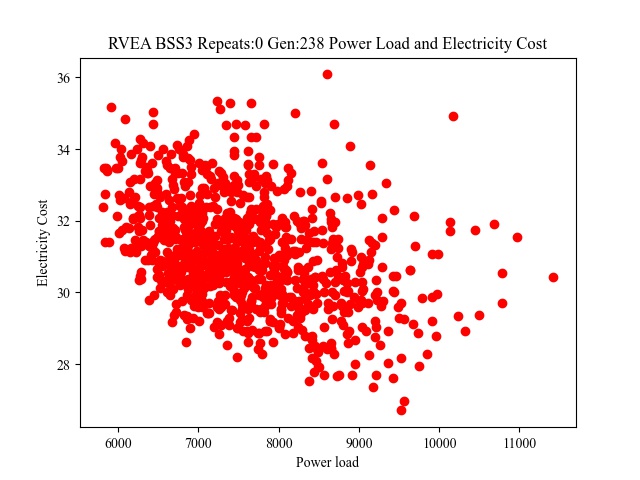 RVEA BSS3 Repeats:0 Gen:238 Power Load and Electricity Cost
36
34
32
30
28
Electricity Cost
6000 7000 8000 9000 10000 11000
Power load